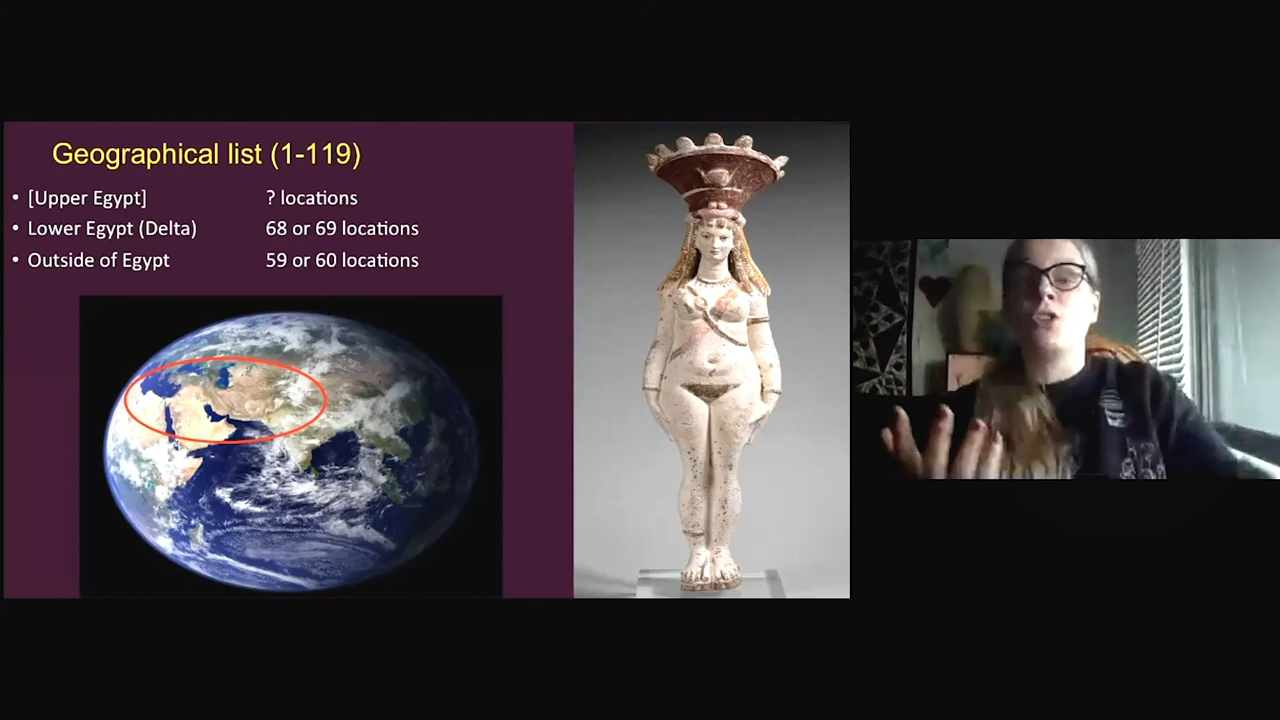 Geographical list (1-119)
• [Upper Egypt] ? locations
• Lower Egypt (Delta) 68 or 69 locations
• Outside of Egypt 59 or 60 locations